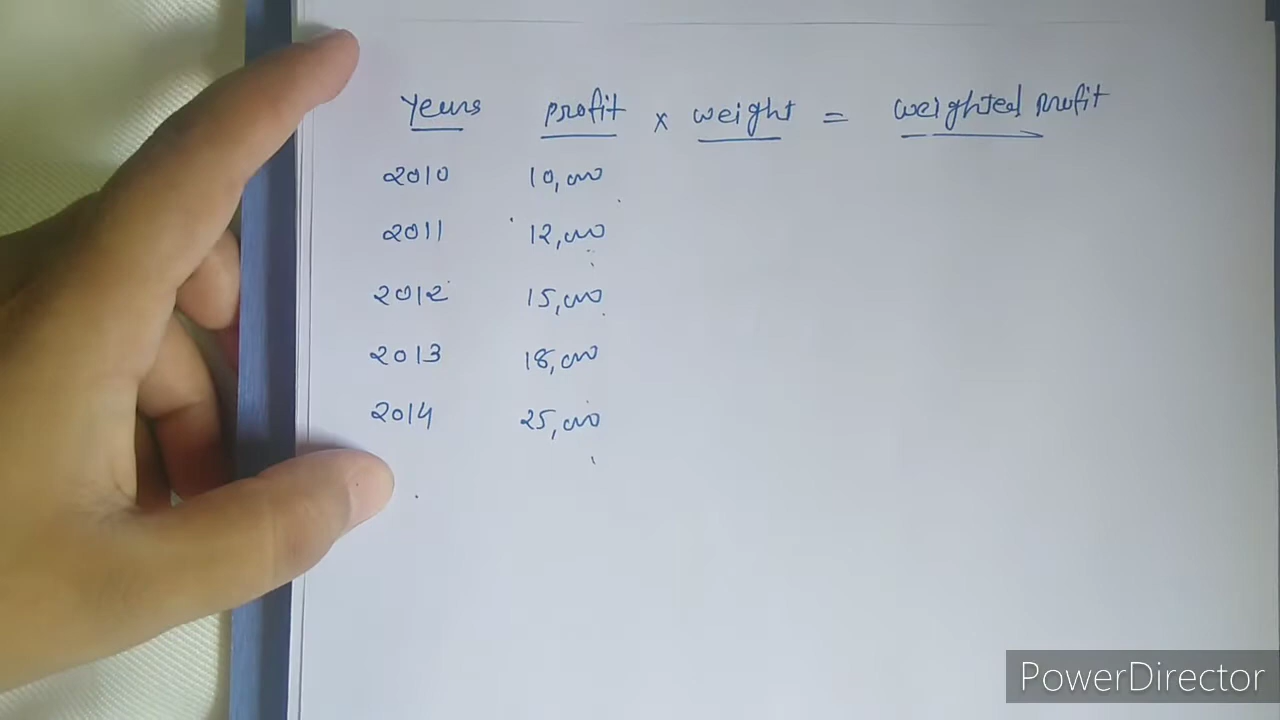 Years profit x weight = weighted profit
2010 10,000
2011 12,000
2012 15,000
2013 18,000
2014 25,000
PowerDirector